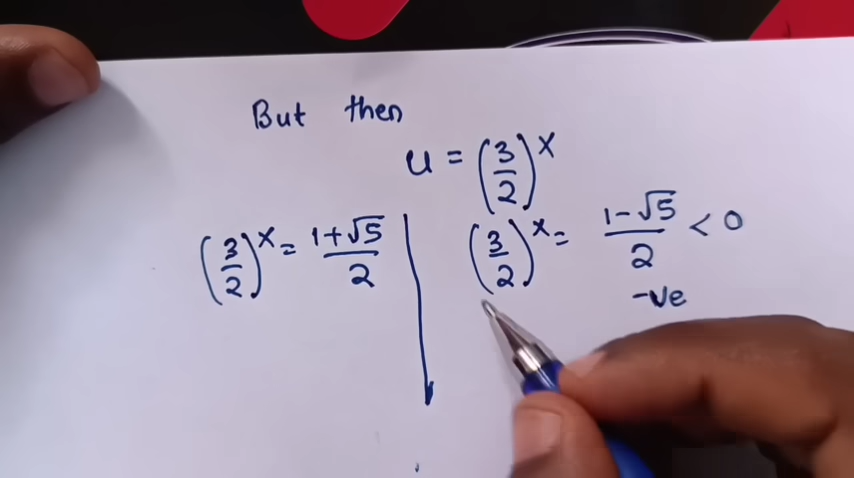 But then
u = (3/2)^x
(3/2)^x = (1+√5)/2
(3/2)^x = (1-√5)/2 < 0
-ve